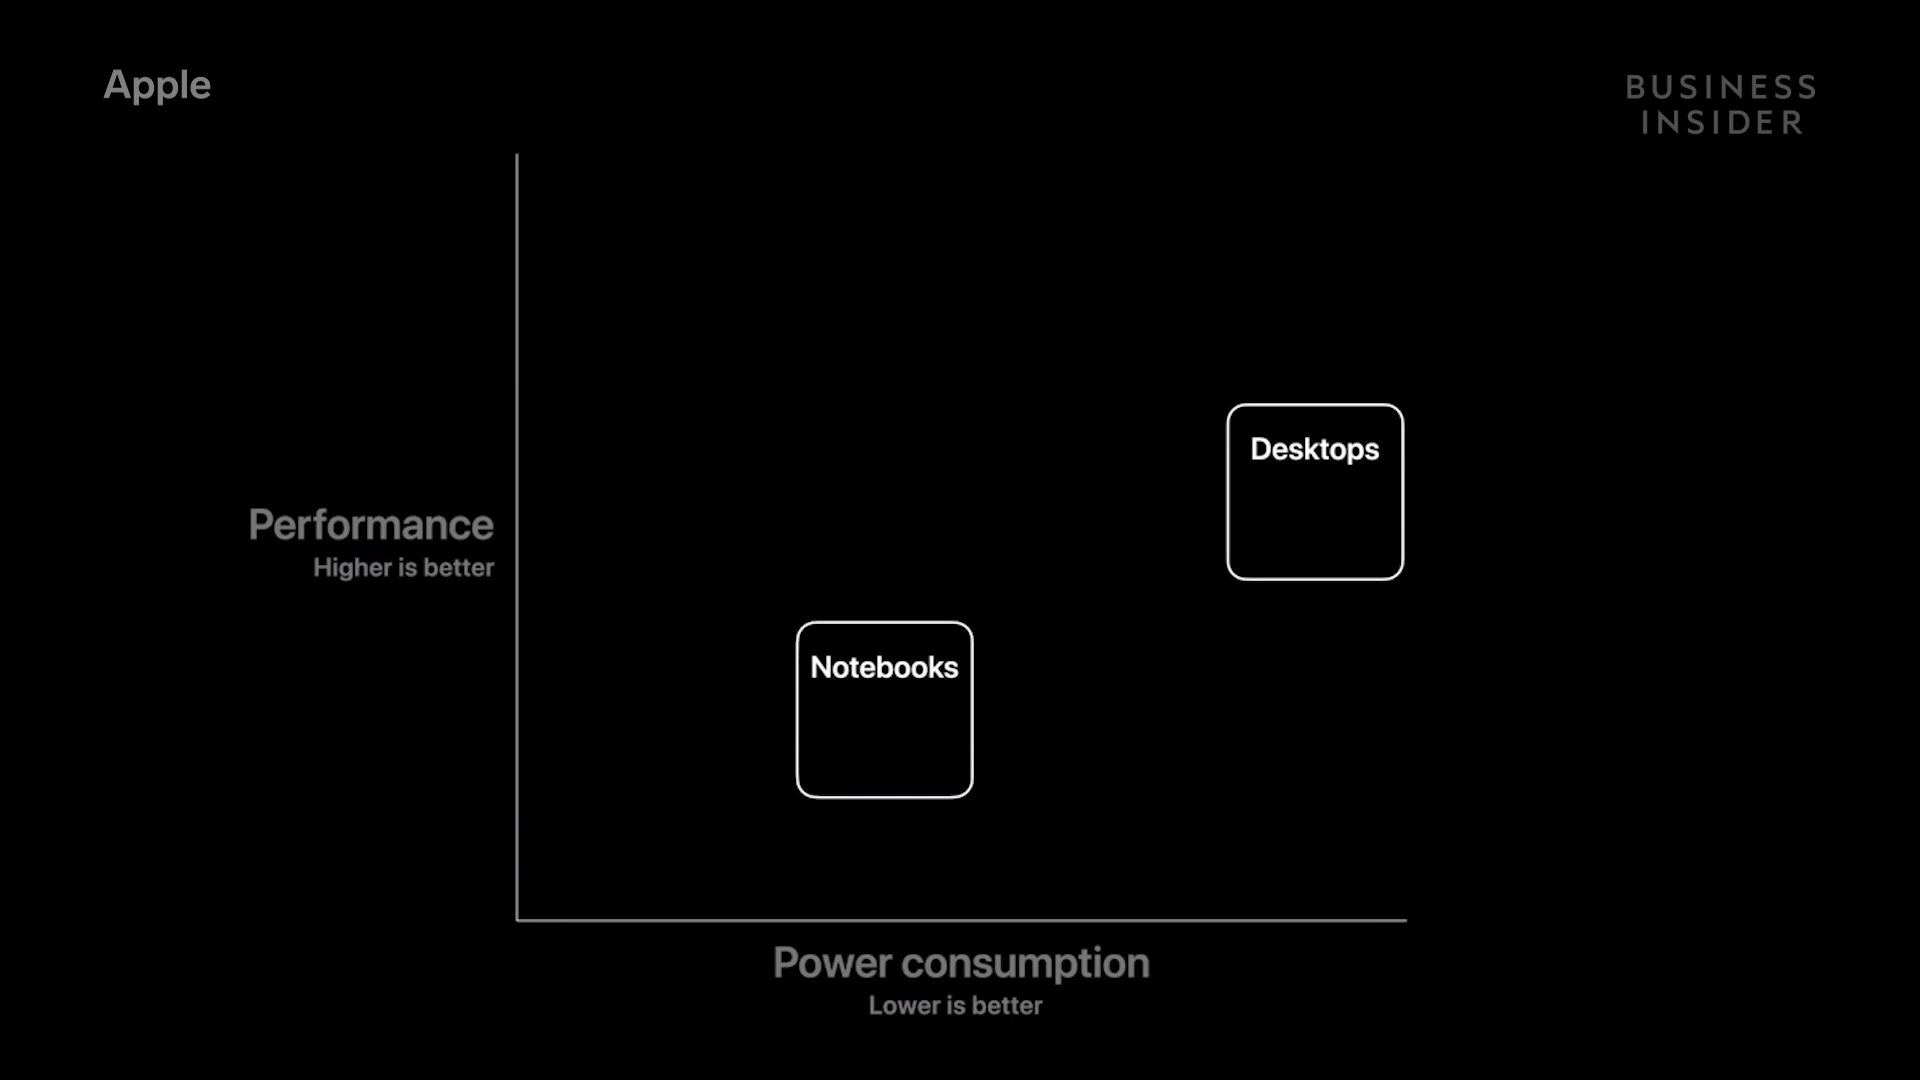 Apple
BUSINESS
INSIDER
Desktops
Performance
Higher is better
Notebooks
Power consumption
Lower is better